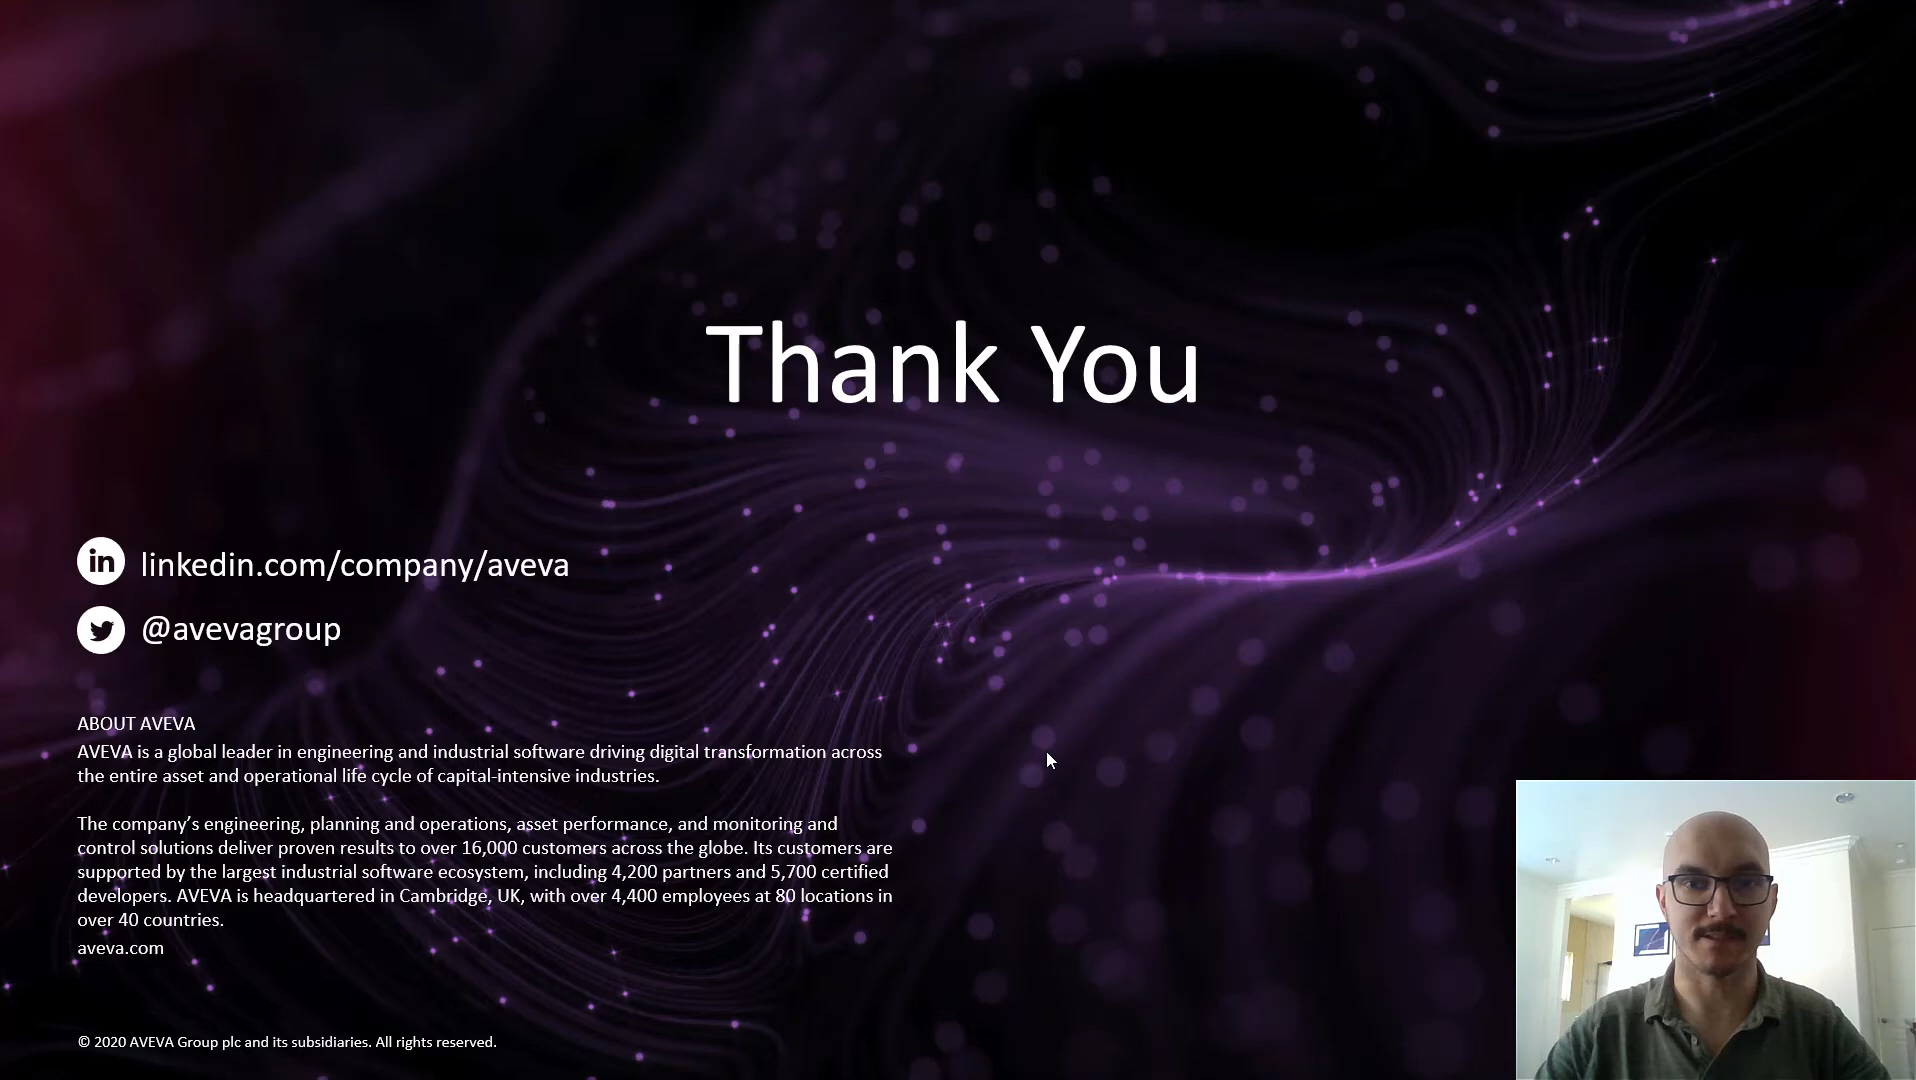 Thank You
in linkedin.com/company/aveva
@avevagroup
ABOUT AVEVA
AVEVA is a global leader in engineering and industrial software driving digital transformation across
the entire asset and operational life cycle of capital-intensive industries.
The company’s engineering, planning and operations, asset performance, and monitoring and
control solutions deliver proven results to over 16,000 customers across the globe. Its customers are
supported by the largest industrial software ecosystem, including 4,200 partners and 5,700 certified
developers. AVEVA is headquartered in Cambridge, UK, with over 4,400 employees at 80 locations in
over 40 countries.
aveva.com
© 2020 AVEVA Group plc and its subsidiaries. All rights reserved.